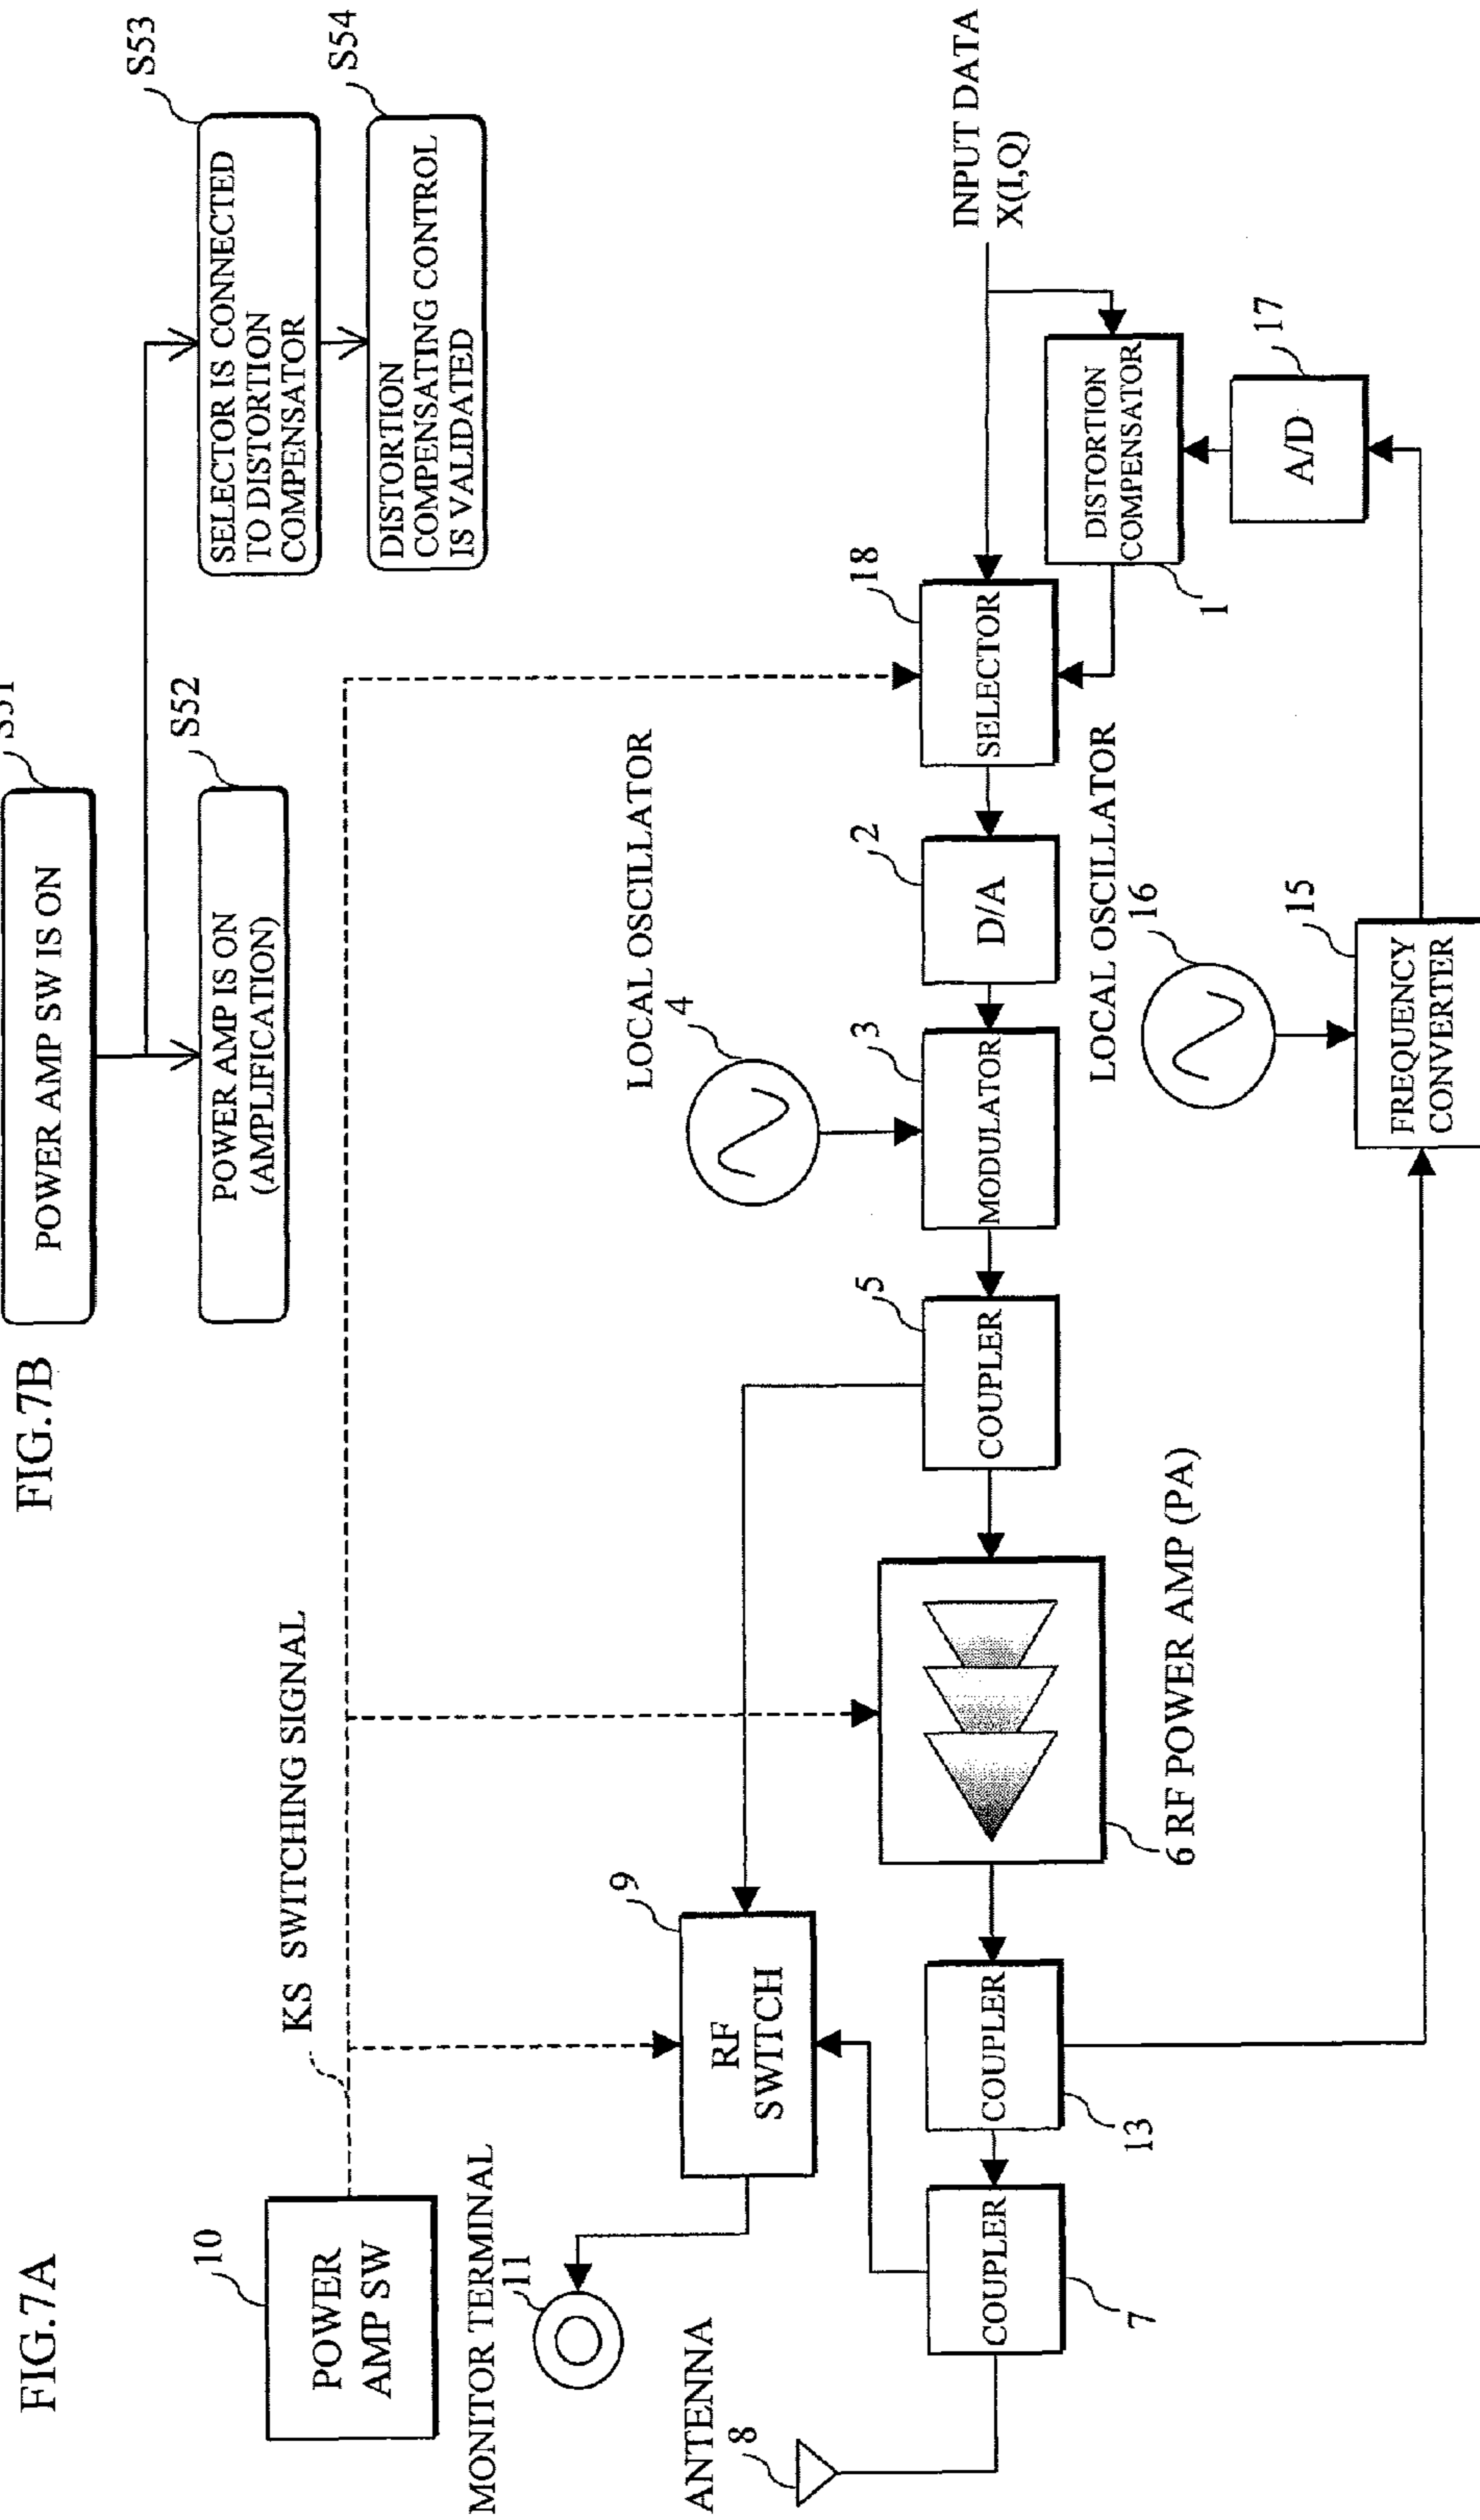 FIG.7A
10
POWER
AMP SW
KS SWITCHING SIGNAL
MONITOR TERMINAL
11
9
RF
SWITCH
ANTENNA
8
COUPLER
7
COUPLER
13
6 RF POWER AMP (PA)
COUPLER
5
LOCAL OSCILLATOR
4
MODULATOR
3
D/A
2
SELECTOR
18
INPUT DATA
X(I,Q)
DISTORTION
COMPENSATOR
1
A/D
17
LOCAL OSCILLATOR
16
FREQUENCY
CONVERTER
15
FIG.7B
POWER AMP SW IS ON
S51
POWER AMP IS ON
(AMPLIFICATION)
S52
SELECTOR IS CONNECTED
TO DISTORTION
COMPENSATOR
S53
DISTORTION
COMPENSATING CONTROL
IS VALIDATED
S54